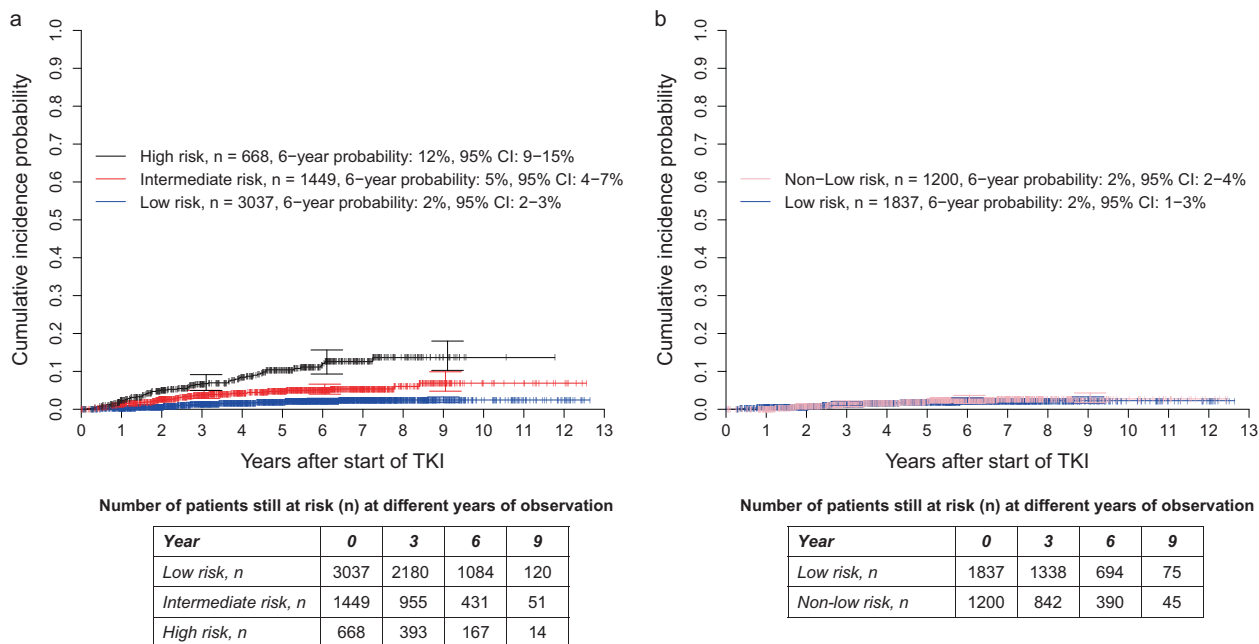 a
Cumulative incidence probability
1.0
0.9
0.8
0.7
0.6
0.5
0.4
0.3
0.2
0.1
0.0
High risk, n = 668, 6−year probability: 12%, 95% CI: 9−15%
Intermediate risk, n = 1449, 6−year probability: 5%, 95% CI: 4−7%
Low risk, n = 3037, 6−year probability: 2%, 95% CI: 2−3%
0 1 2 3 4 5 6 7 8 9 10 11 12 13
Years after start of TKI
Number of patients still at risk (n) at different years of observation
Year 0 3 6 9
Low risk, n 3037 2180 1084 120
Intermediate risk, n 1449 955 431 51
High risk, n 668 393 167 14
b
Cumulative incidence probability
1.0
0.9
0.8
0.7
0.6
0.5
0.4
0.3
0.2
0.1
0.0
Non−Low risk, n = 1200, 6−year probability: 2%, 95% CI: 2−4%
Low risk, n = 1837, 6−year probability: 2%, 95% CI: 1−3%
0 1 2 3 4 5 6 7 8 9 10 11 12 13
Years after start of TKI
Number of patients still at risk (n) at different years of observation
Year 0 3 6 9
Low risk, n 1837 1338 694 75
Non-low risk, n 1200 842 390 45